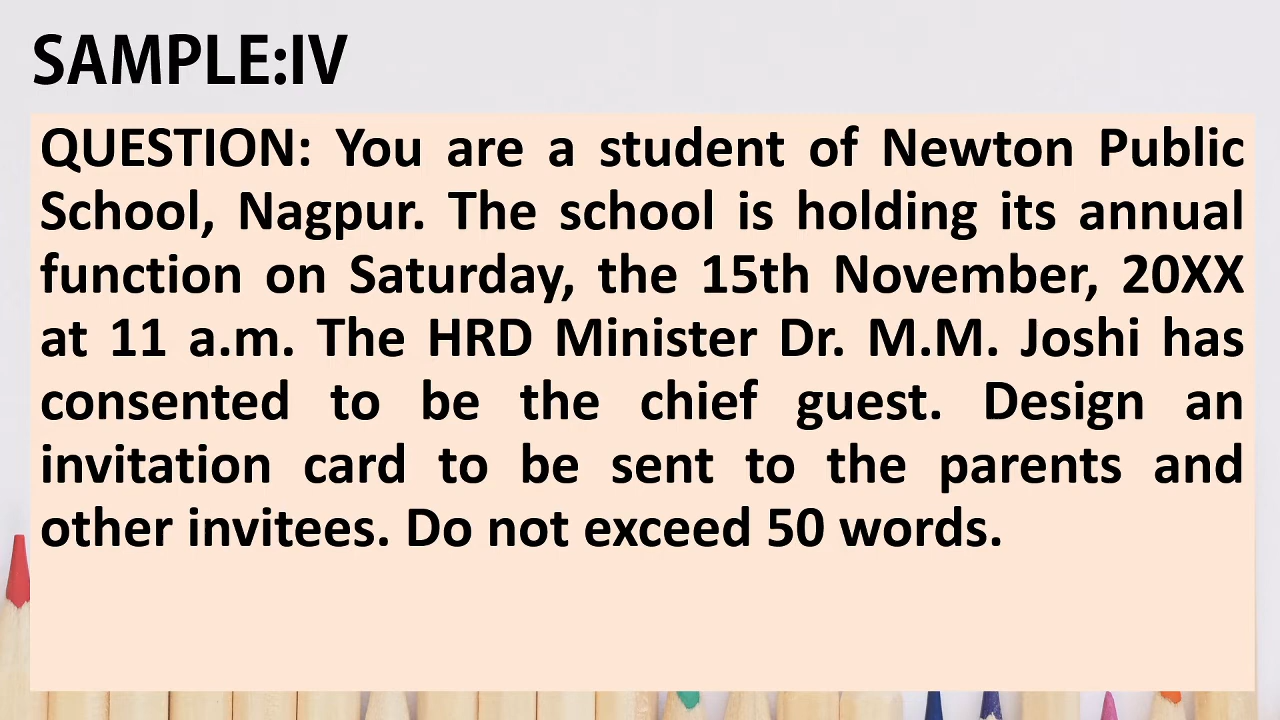 SAMPLE:IV
QUESTION: You are a student of Newton Public
School, Nagpur. The school is holding its annual
function on Saturday, the 15th November, 20XX
at 11 a.m. The HRD Minister Dr. M.M. Joshi has
consented to be the chief guest. Design an
invitation card to be sent to the parents and
other invitees. Do not exceed 50 words.